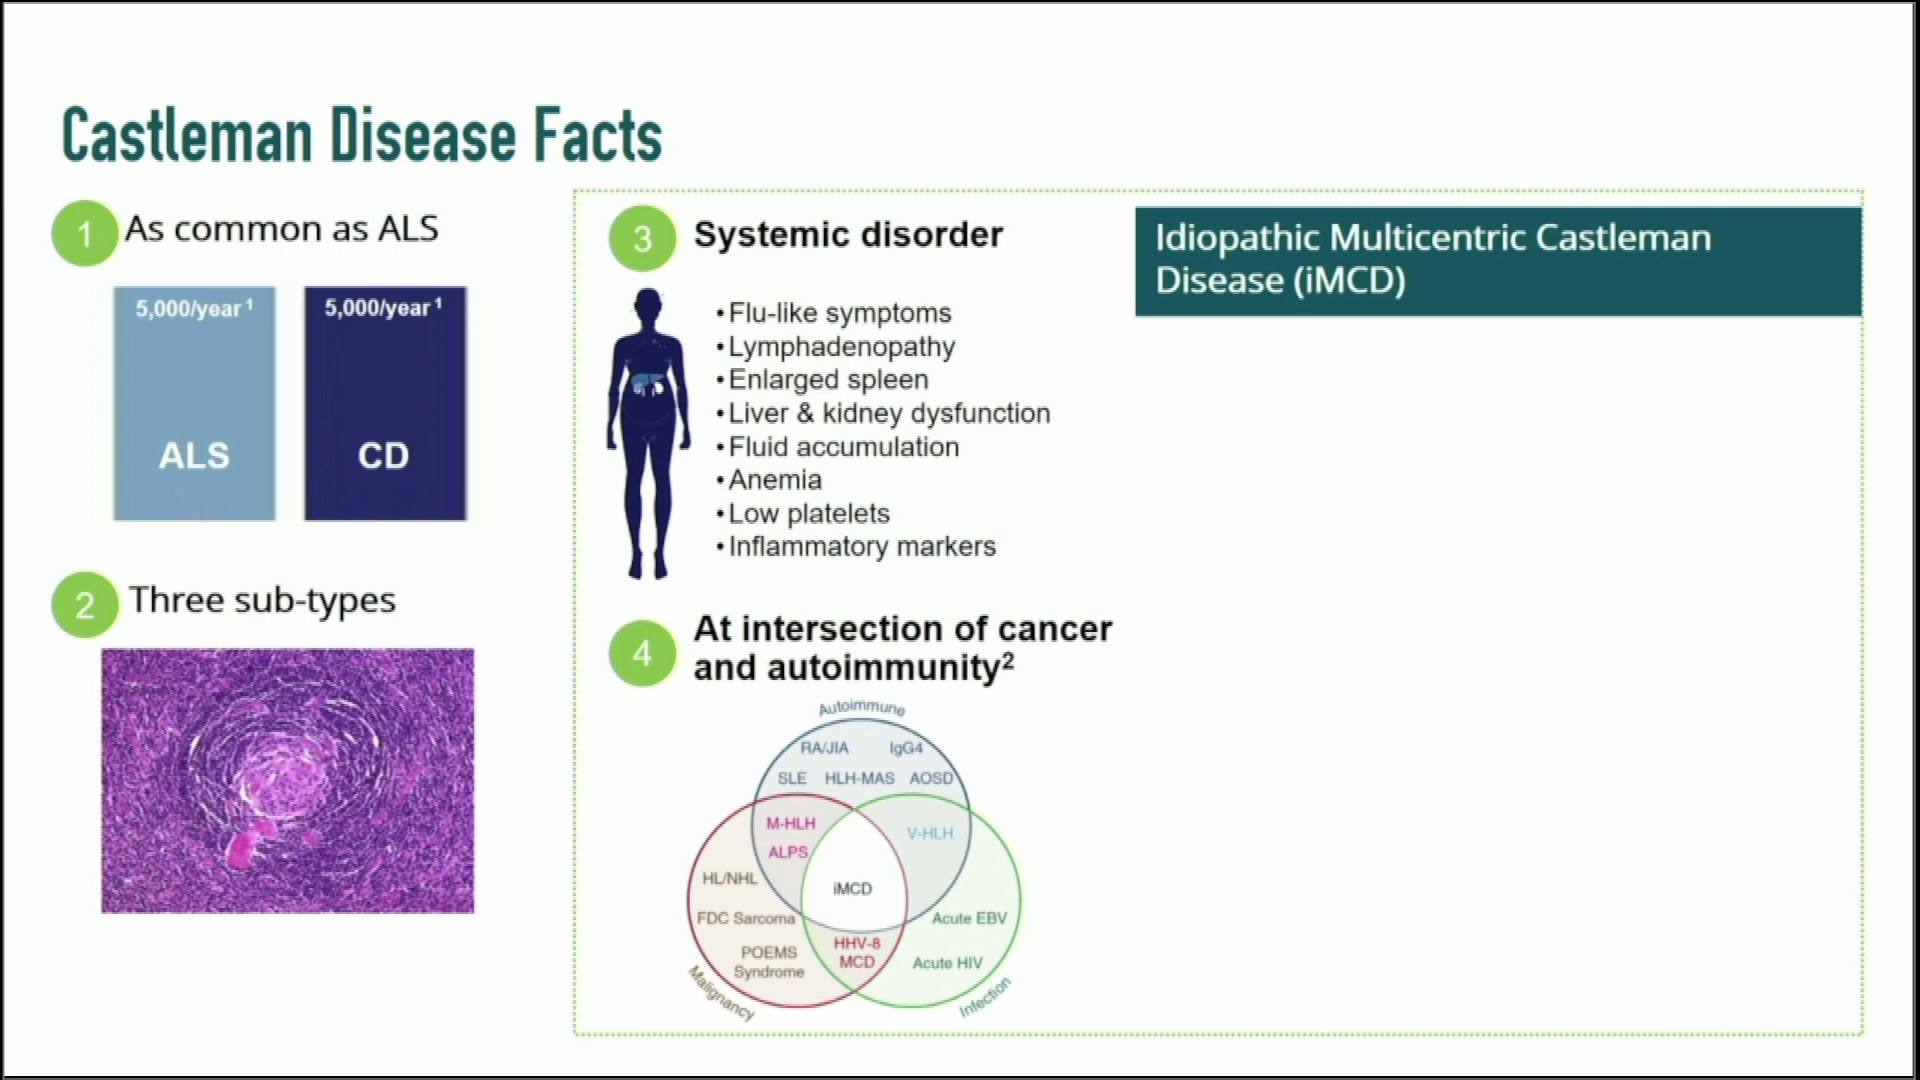 Castleman Disease Facts
1 As common as ALS
5,000/year 1
ALS
5,000/year 1
CD
2 Three sub-types
3 Systemic disorder
•Flu-like symptoms
•Lymphadenopathy
•Enlarged spleen
•Liver & kidney dysfunction
•Fluid accumulation
•Anemia
•Low platelets
•Inflammatory markers
4 At intersection of cancer
and autoimmunity2
Autoimmune
RA/JIA IgG4
SLE HLH-MAS AOSD
M-HLH
ALPS
V-HLH
HL/NHL
iMCD
FDC Sarcoma
Acute EBV
POEMS
Syndrome
HHV-8
MCD
Acute HIV
Malignancy
Infection
Idiopathic Multicentric Castleman
Disease (iMCD)